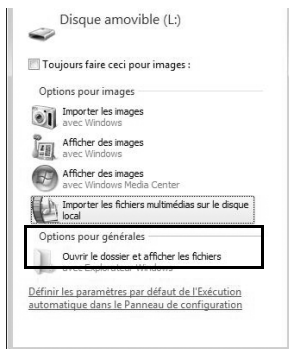 Disque amovible (L:)
Toujours faire ceci pour images :
Options pour images
Importer les images
avec Windows
Afficher des images
avec Windows
Afficher des images
avec Windows Media Center
Importer les fichiers multimédias sur le disque
local
Options pour générales
Ouvrir le dossier et afficher les fichiers
avec Explorateur Windows
Définir les paramètres par défaut de l'Exécution
automatique dans le Panneau de configuration